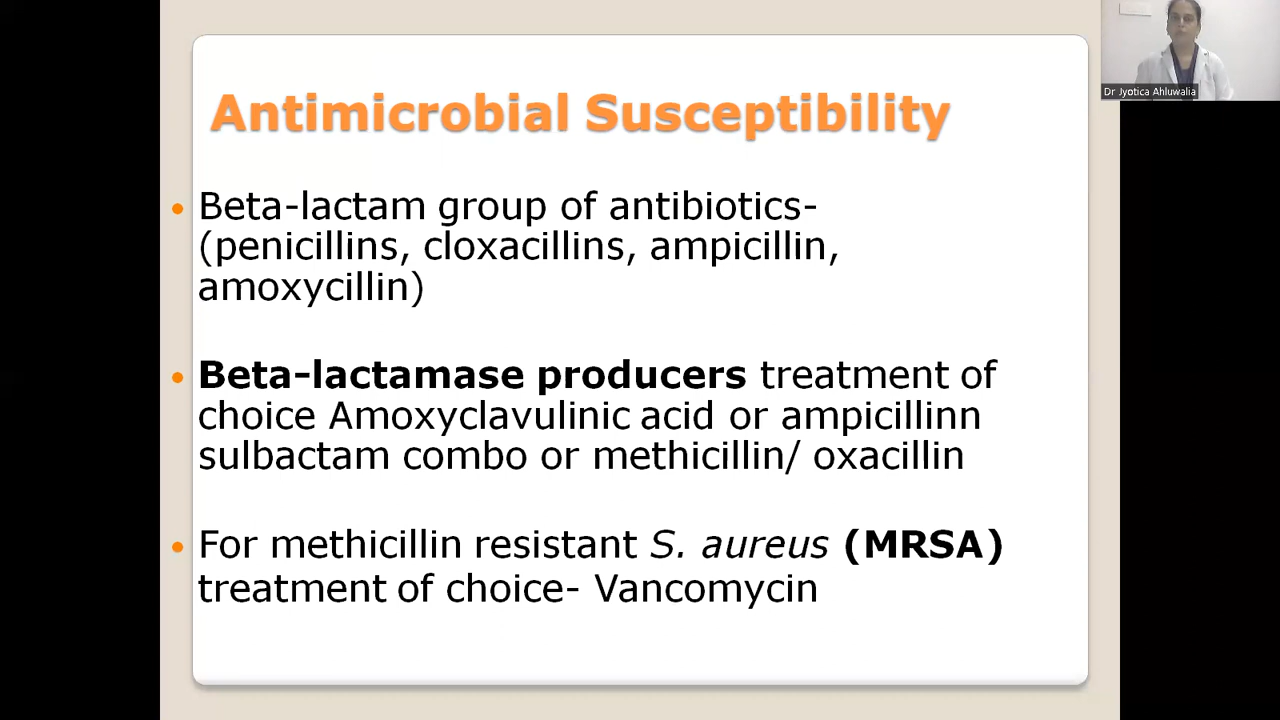 Antimicrobial Susceptibility
• Beta-lactam group of antibiotics-
(penicillins, cloxacillins, ampicillin,
amoxycillin)
• Beta-lactamase producers treatment of
choice Amoxyclavulinic acid or ampicillinn
sulbactam combo or methicillin/ oxacillin
• For methicillin resistant S. aureus (MRSA)
treatment of choice- Vancomycin
Dr Jyotica Ahluwalia